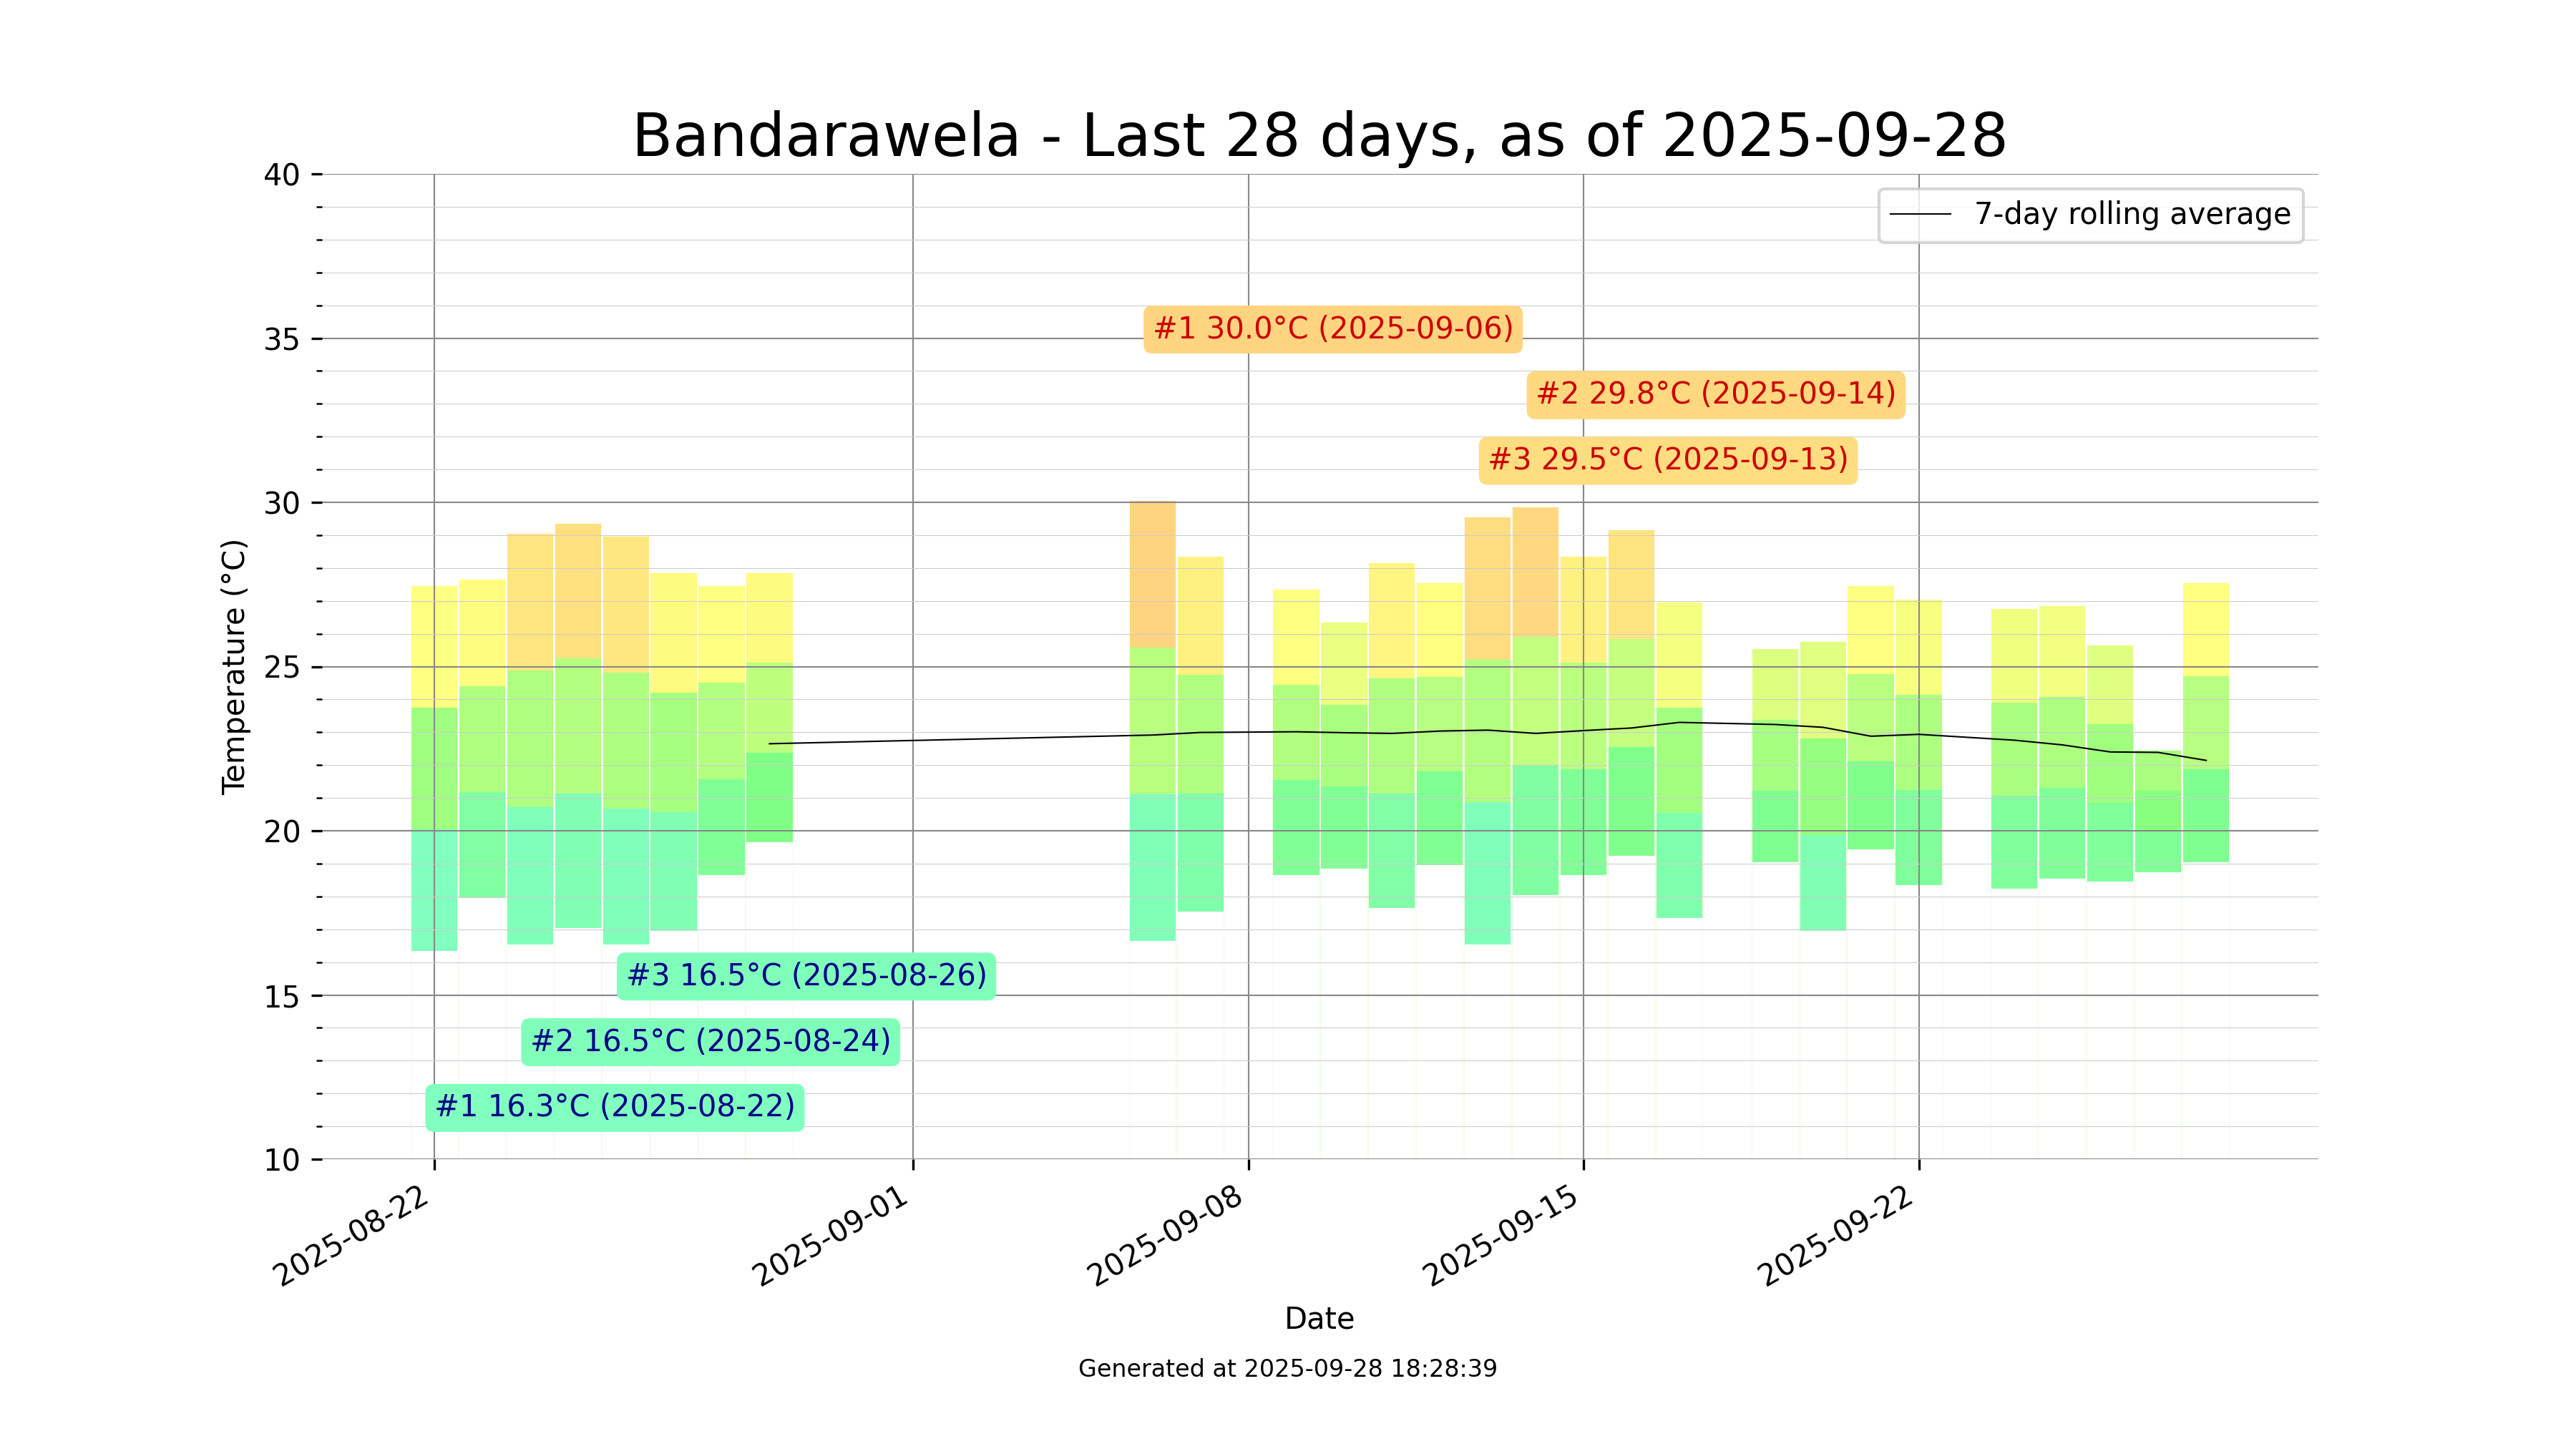 Bandarawela - Last 28 days, as of 2025-09-28
7-day rolling average
40
35
30
25
20
15
10
Temperature (°C)
#1 30.0°C (2025-09-06)
#2 29.8°C (2025-09-14)
#3 29.5°C (2025-09-13)
#3 16.5°C (2025-08-26)
#2 16.5°C (2025-08-24)
#1 16.3°C (2025-08-22)
2025-08-22
2025-09-01
2025-09-08
2025-09-15
2025-09-22
Date
Generated at 2025-09-28 18:28:39